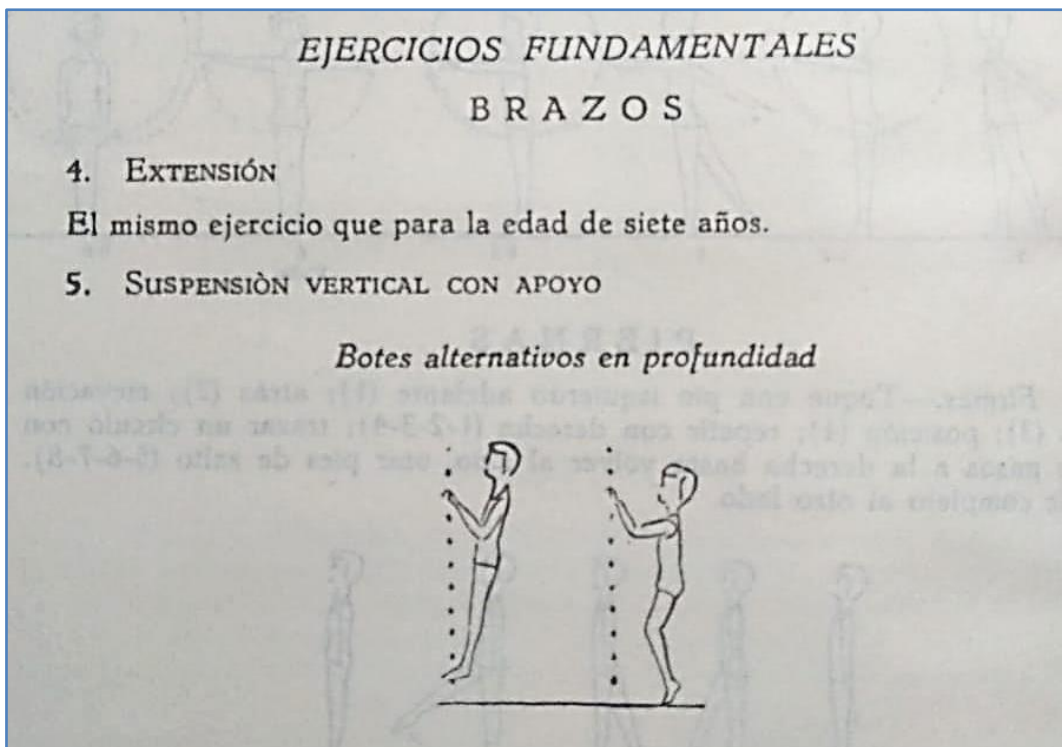 EJERCICIOS FUNDAMENTALES
BRAZOS
4. EXTENSIÓN
El mismo ejercicio que para la edad de siete años.
5. SUSPENSIÒN VERTICAL CON APOYO
Botes alternativos en profundidad